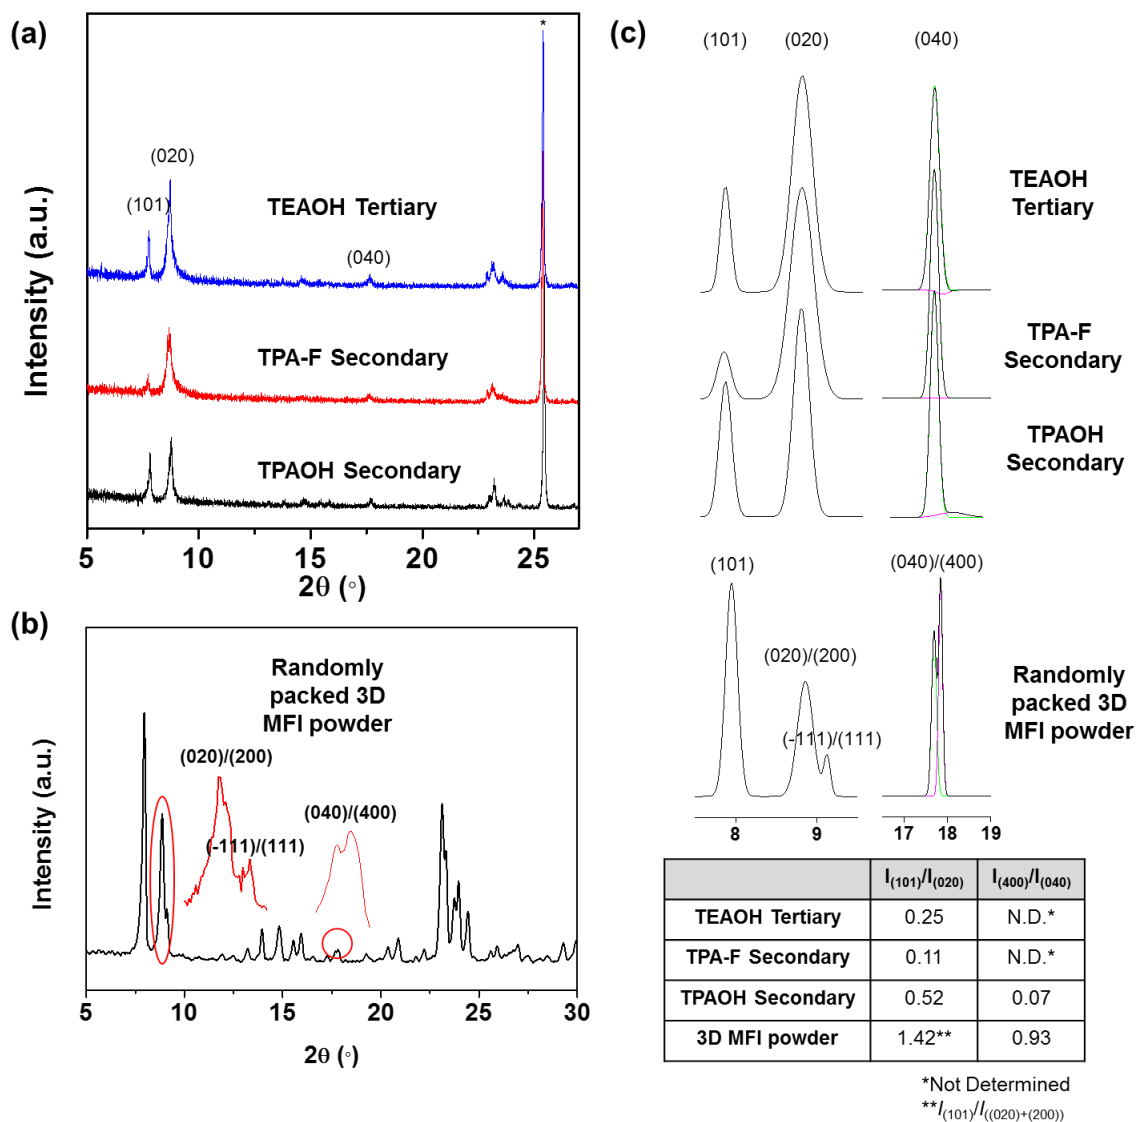 (a)
Intensity (a.u.)
*
(020)
(101)
(040)
TEAOH Tertiary
TPA-F Secondary
TPAOH Secondary
5
10
15
20
25
2θ (◦)
(b)
Intensity (a.u.)
Randomly
packed 3D
MFI powder
(020)/(200)
(040)/(400)
(-111)/(111)
5
10
15
20
25
30
2θ (◦)
(c)
(101)
(020)
(040)
TEAOH
Tertiary
TPA-F
Secondary
TPAOH
Secondary
(101)
(040)/(400)
(020)/(200)
(-111)/(111)
Randomly
packed 3D
MFI powder
8
9
17
18
19
I(101)/I(020) I(400)/I(040)
TEAOH Tertiary 0.25 N.D.*
TPA-F Secondary 0.11 N.D.*
TPAOH Secondary 0.52 0.07
3D MFI powder 1.42** 0.93
*Not Determined
**I(101)/I((020)+(200))